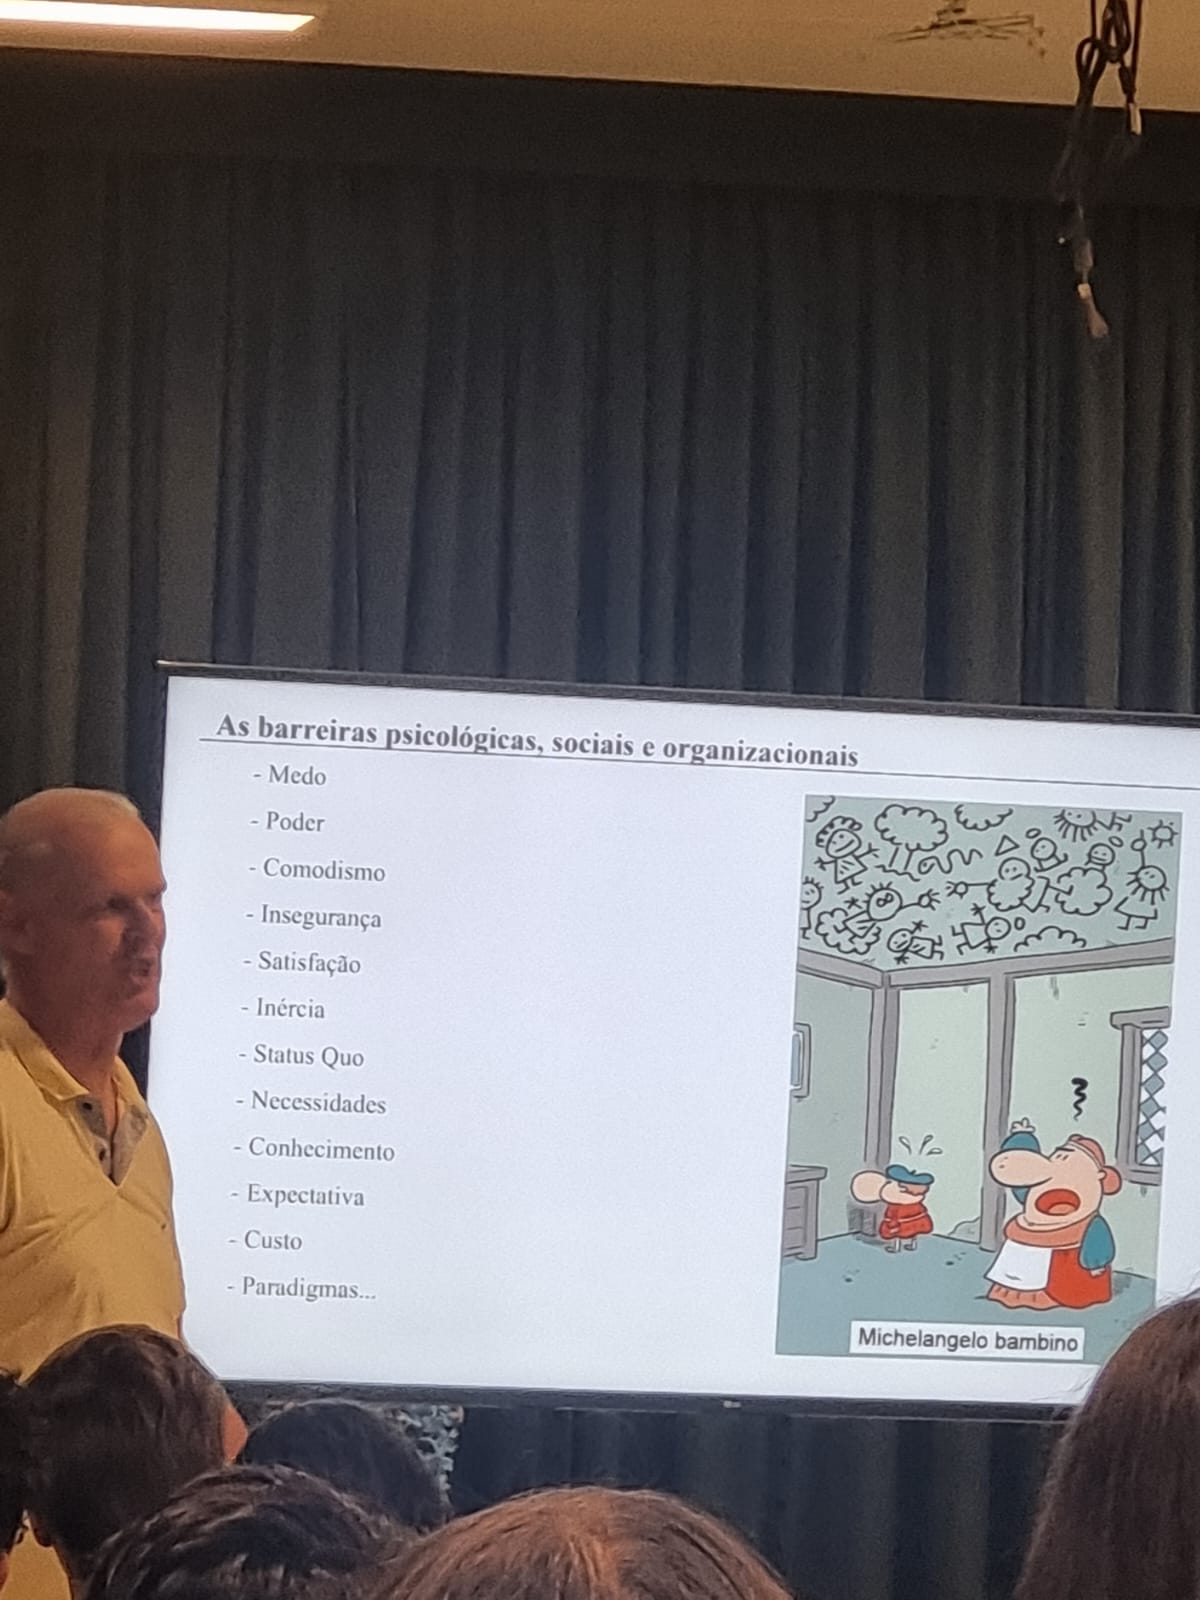 As barreiras psicológicas, sociais e organizacionais
- Medo
- Poder
- Comodismo
- Insegurança
- Satisfação
- Inércia
- Status Quo
- Necessidades
- Conhecimento
- Expectativa
- Custo
- Paradigmas...
Michelangelo bambino